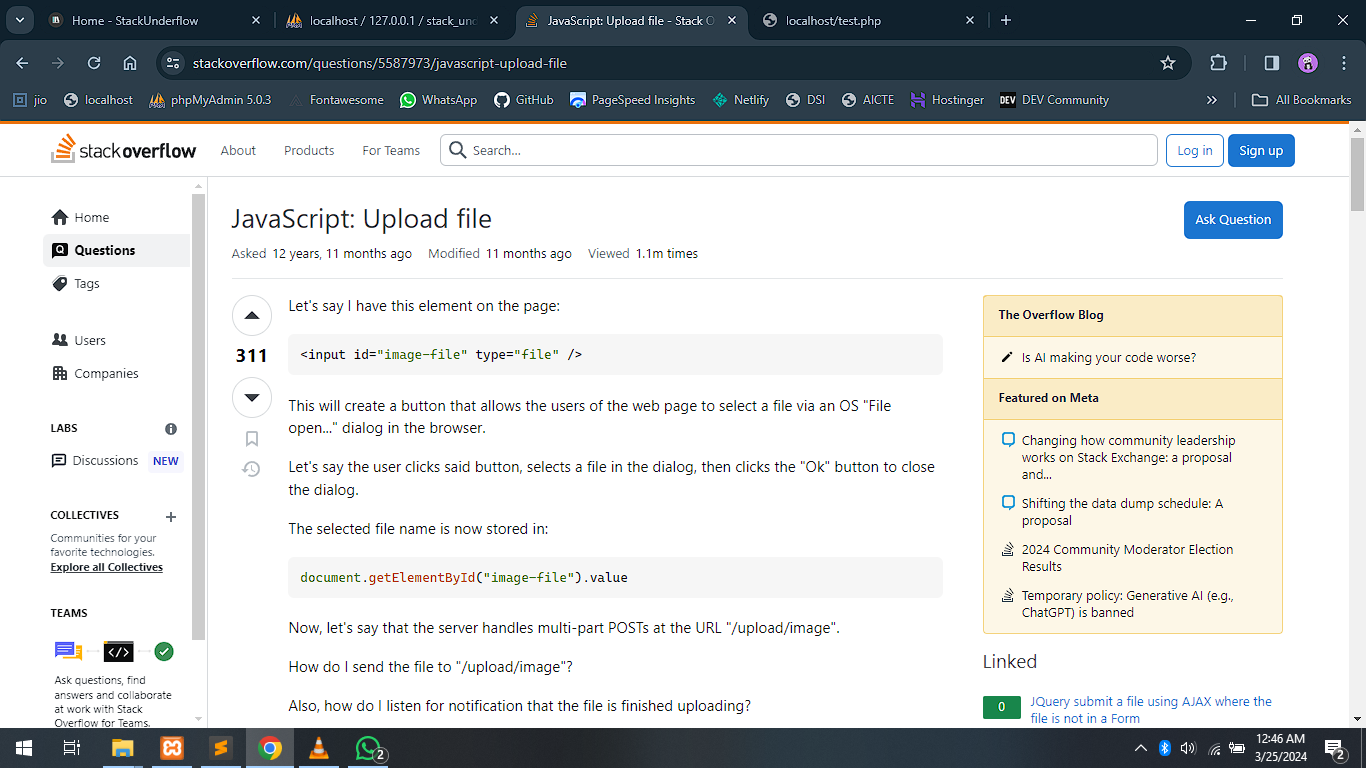 Home - StackUnderflow
localhost / 127.0.0.1 / stack_und
JavaScript: Upload file - Stack O
localhost/test.php
stackoverflow.com/questions/5587973/javascript-upload-file
jio
localhost
phpMyAdmin 5.0.3
Fontawesome
WhatsApp
GitHub
PageSpeed Insights
Netlify
DSI
AICTE
Hostinger
DEV
DEV Community
»
All Bookmarks
stackoverflow
About
Products
For Teams
Search…
Log in
Sign up
Home
Questions
Tags
Users
Companies
LABS
Discussions NEW
COLLECTIVES
Communities for your
favorite technologies.
Explore all Collectives
TEAMS
Ask questions, find
answers and collaborate
at work with Stack
Overflow for Teams.
JavaScript: Upload file
Ask Question
Asked 12 years, 11 months ago Modified 11 months ago Viewed 1.1m times
311
Let's say I have this element on the page:
<input id="image-file" type="file" />
This will create a button that allows the users of the web page to select a file via an OS "File
open..." dialog in the browser.
Let's say the user clicks said button, selects a file in the dialog, then clicks the "Ok" button to close
the dialog.
The selected file name is now stored in:
document.getElementById("image-file").value
Now, let's say that the server handles multi-part POSTs at the URL "/upload/image".
How do I send the file to "/upload/image"?
Also, how do I listen for notification that the file is finished uploading?
The Overflow Blog
Is AI making your code worse?
Featured on Meta
Changing how community leadership
works on Stack Exchange: a proposal
and...
Shifting the data dump schedule: A
proposal
2024 Community Moderator Election
Results
Temporary policy: Generative AI (e.g.,
ChatGPT) is banned
Linked
0
JQuery submit a file using AJAX where the
file is not in a Form
2
12:46 AM
3/25/2024
2